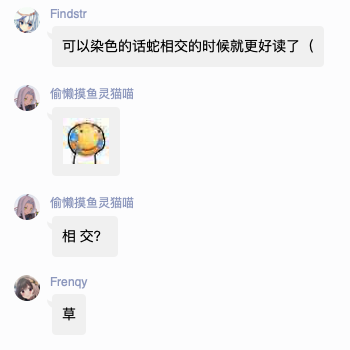 Findstr
可以染色的话蛇相交的时候就更好读了（
偷懒摸鱼灵猫喵
偷懒摸鱼灵猫喵
相 交？
Frenqy
草